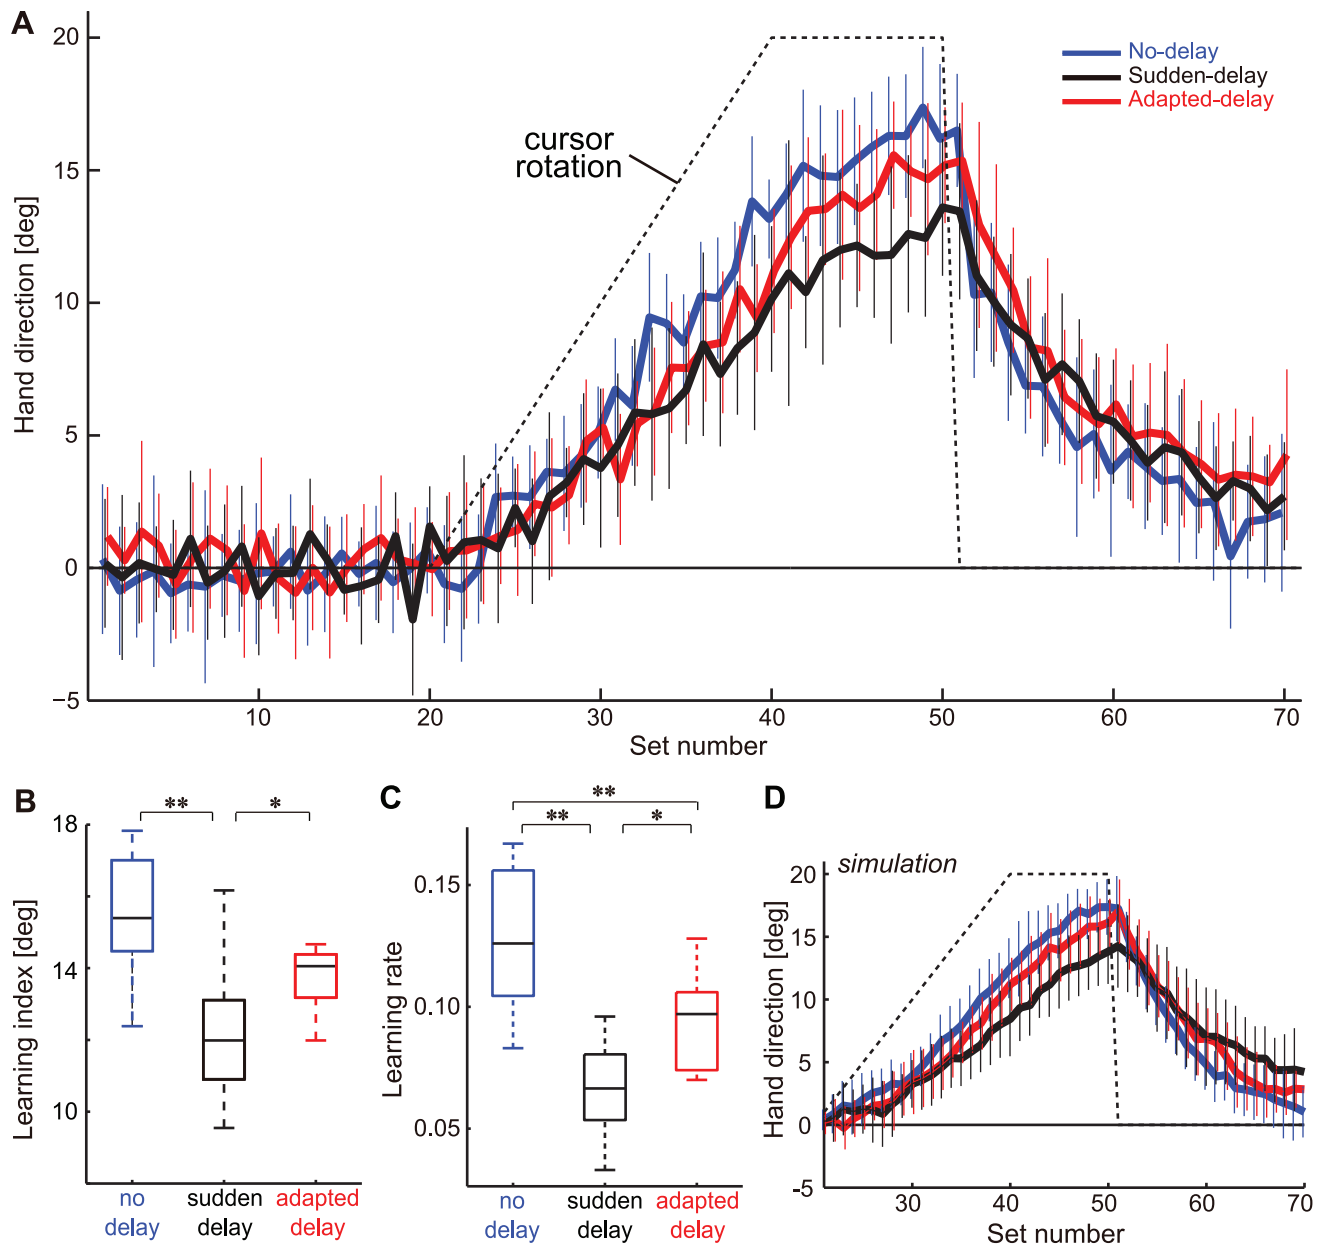 A
20
15
10
5
0
−5
Hand direction [deg]
cursor
rotation
No-delay
Sudden-delay
Adapted-delay
10
20
30
40
50
60
70
Set number
B
**
*
18
14
10
Learning index [deg]
no
delay
sudden
delay
adapted
delay
C
**
**
*
0.15
0.10
0.05
Learning rate
no
delay
sudden
delay
adapted
delay
D
simulation
20
15
10
5
0
-5
Hand direction [deg]
30
40
50
60
70
Set number